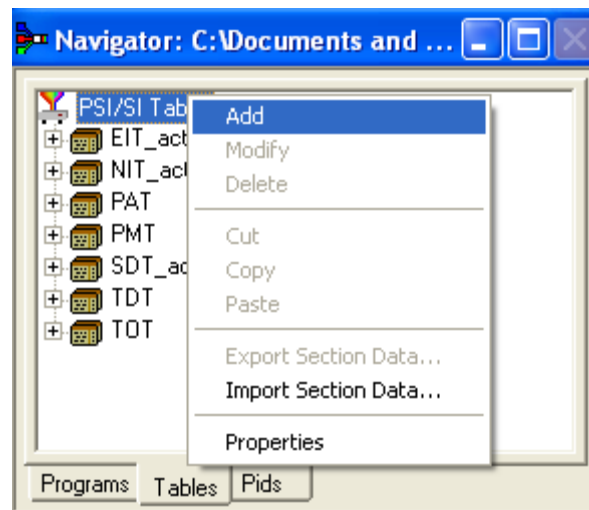 Navigator: C:\Documents and ...
PSI/SI Tab
EIT_act
NIT_act
PAT
PMT
SDT_ac
TDT
TOT
Add
Modify
Delete
Cut
Copy
Paste
Export Section Data...
Import Section Data...
Properties
Programs
Tables
Pids